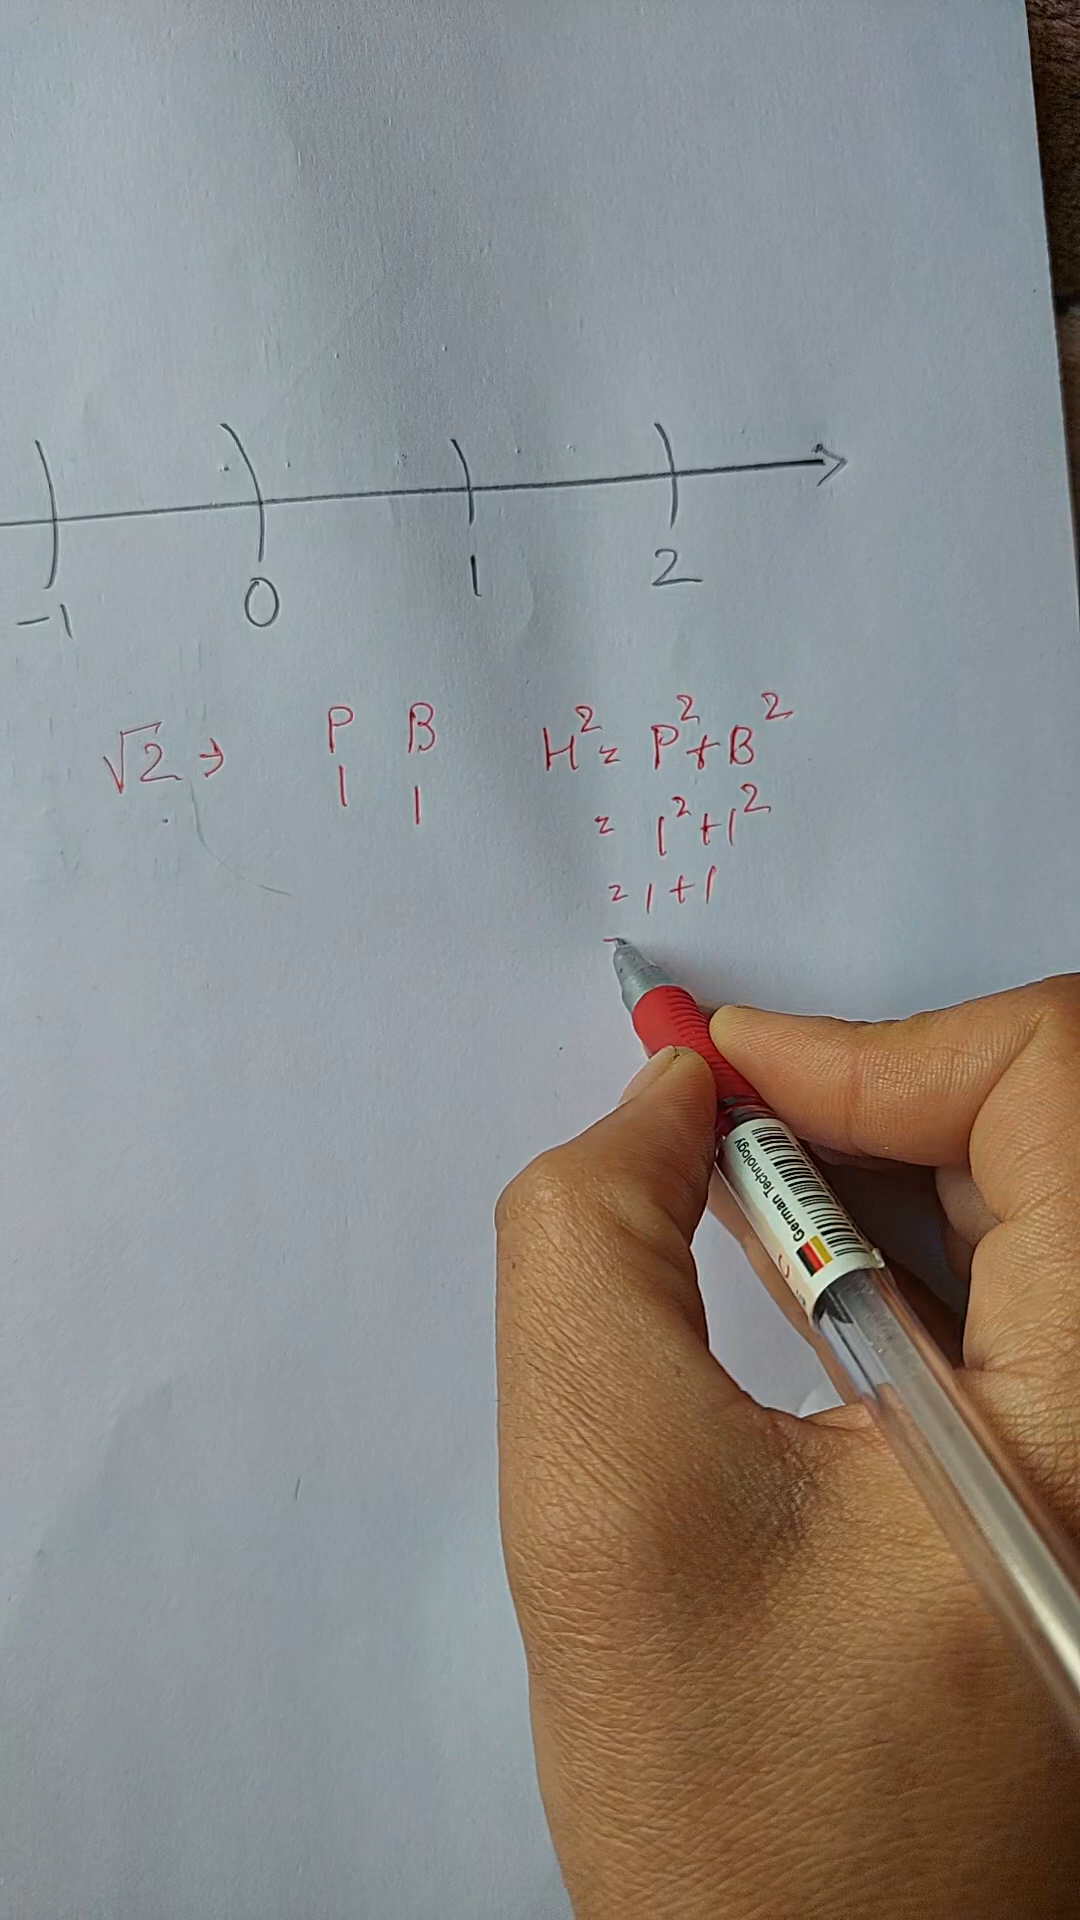 -1 0 1 2
√2 → P B H² = P² + B²
1 1 = 1² + 1²
= 1 + 1
German Technology